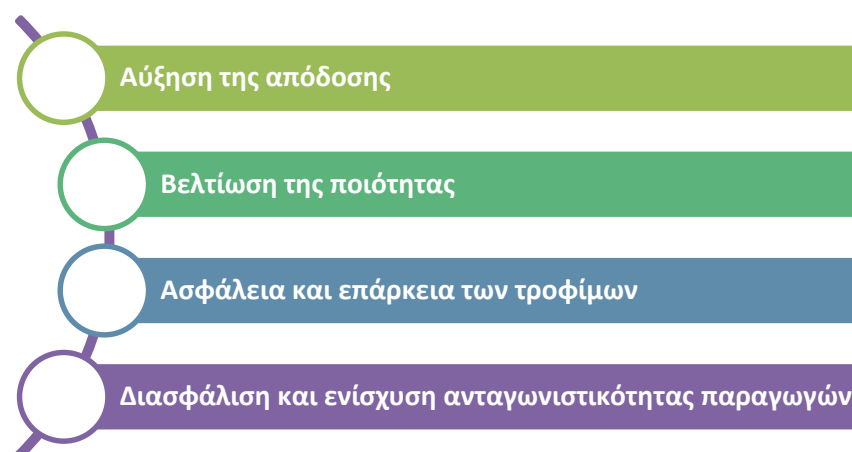 Αύξηση της απόδοσης
Βελτίωση της ποιότητας
Ασφάλεια και επάρκεια των τροφίμων
Διασφάλιση και ενίσχυση ανταγωνιστικότητας παραγωγών